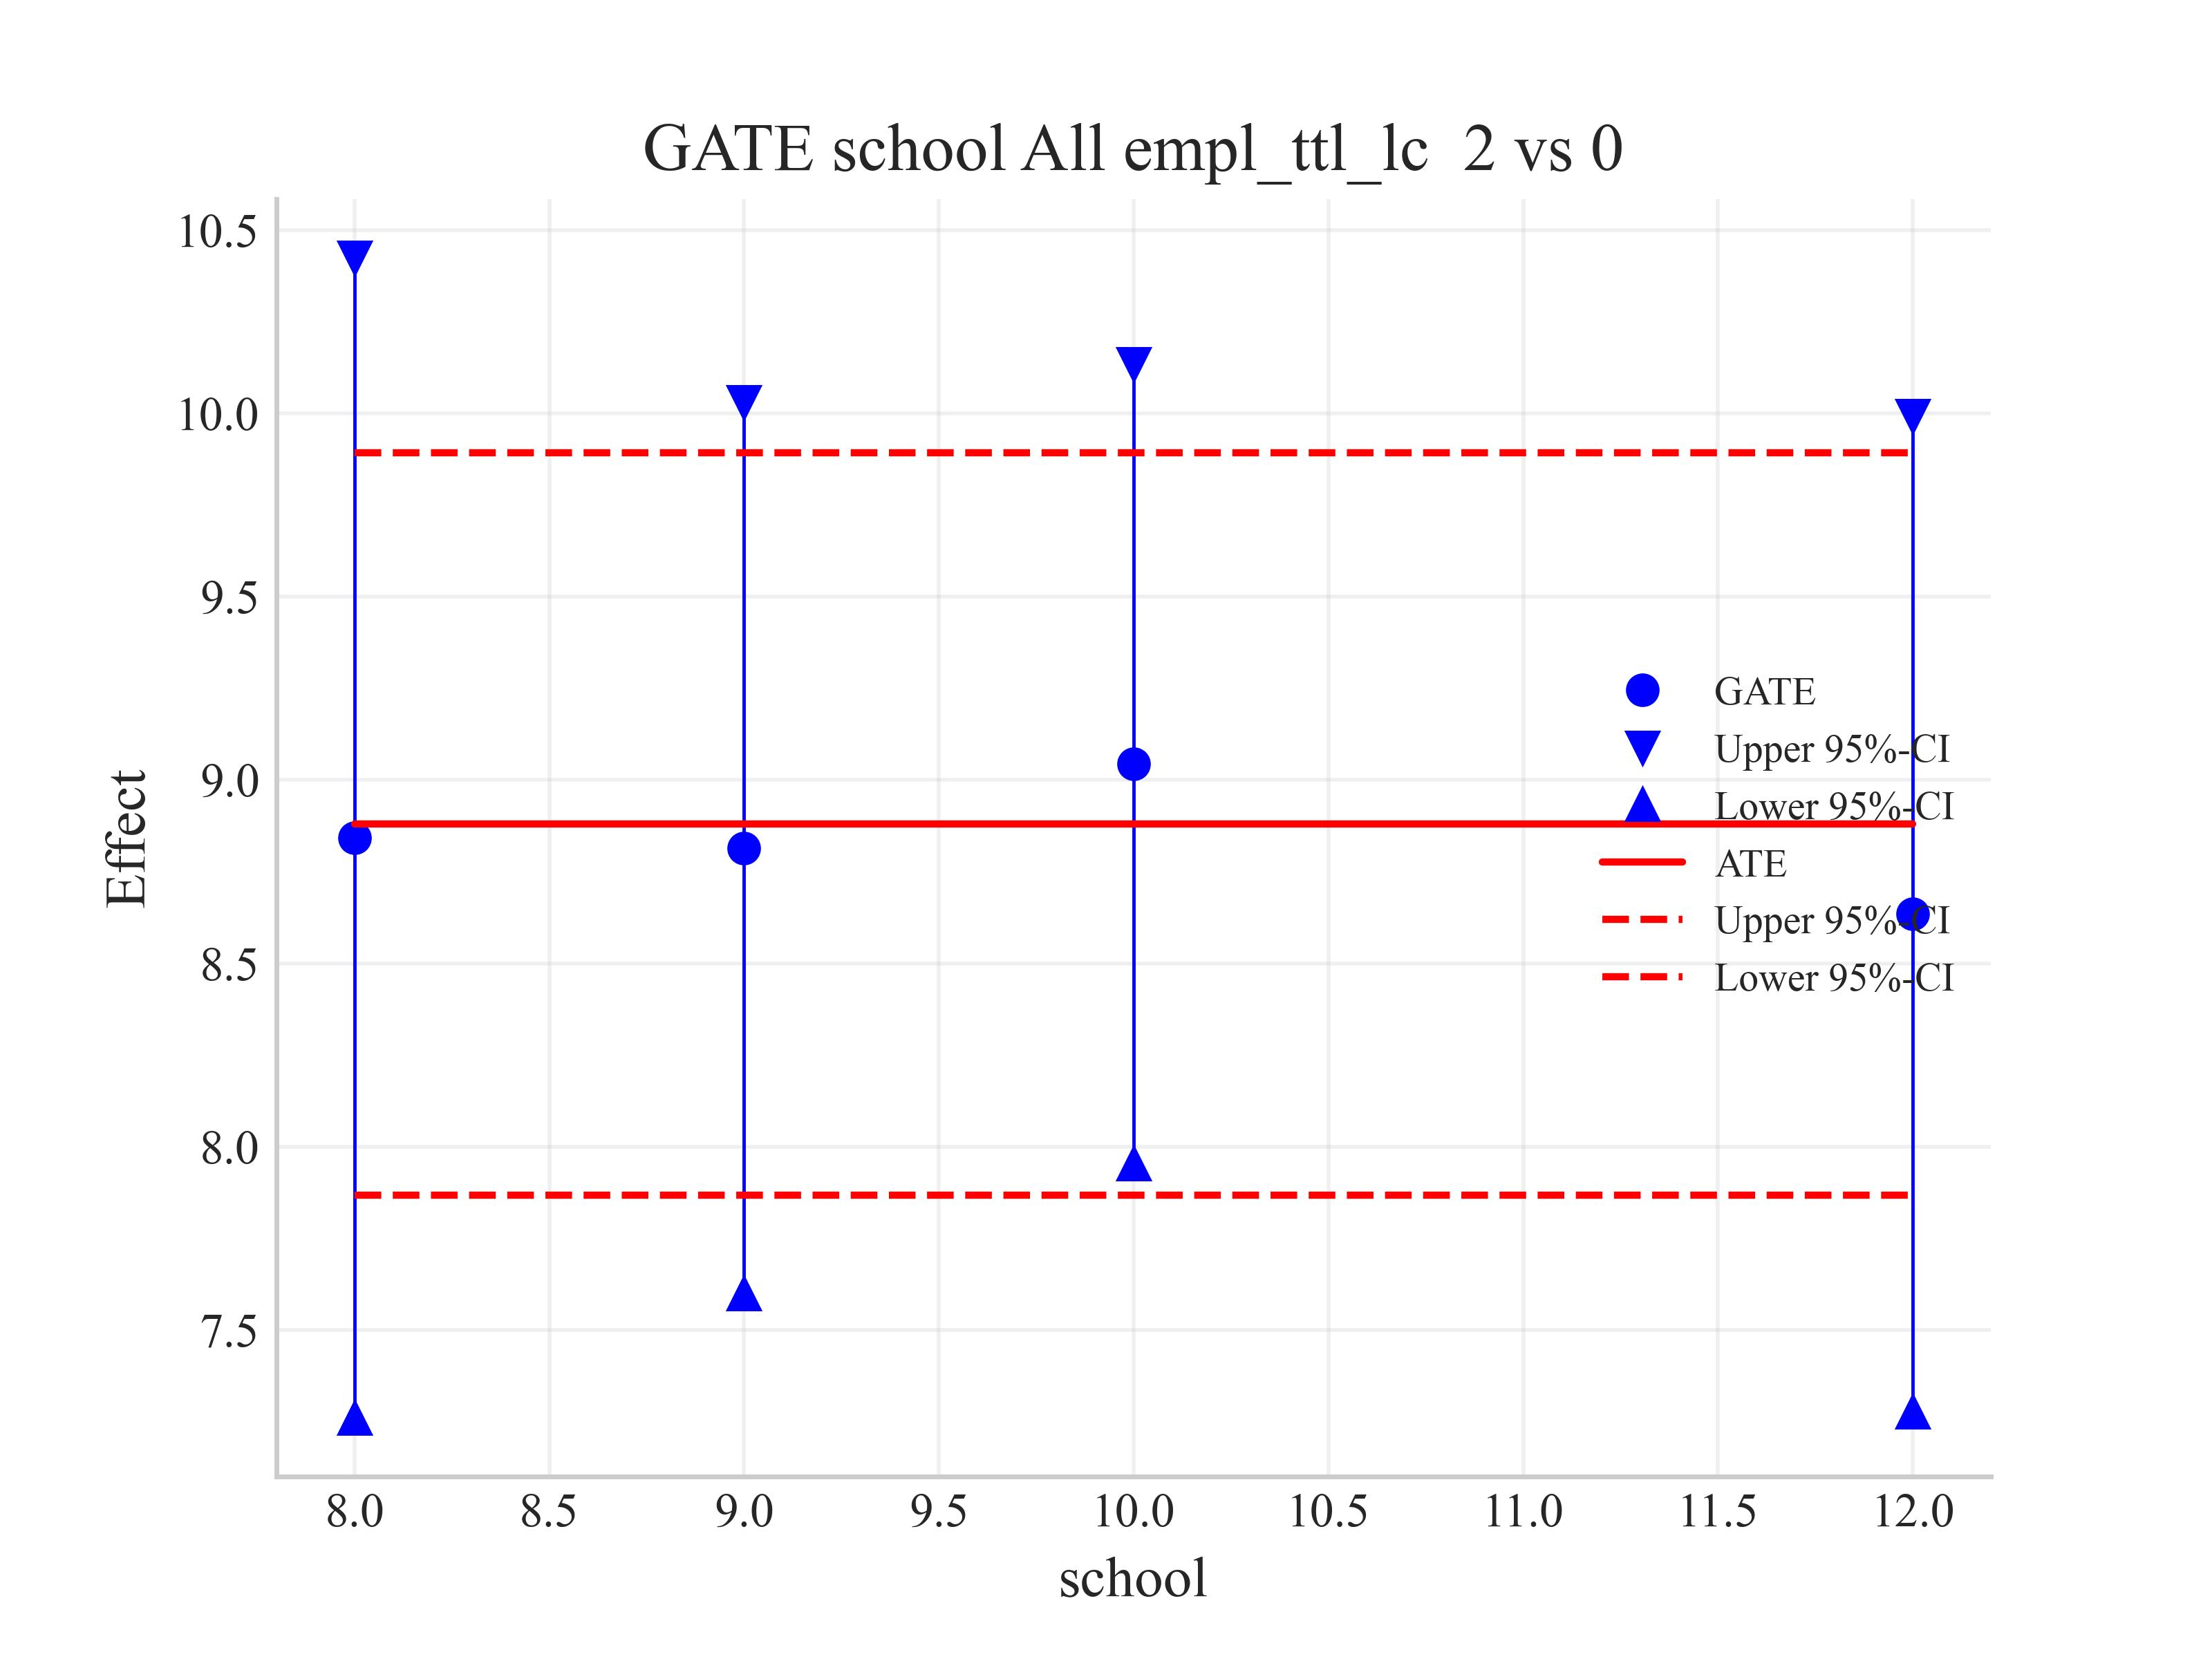 GATE school All empl_ttl_lc  2 vs 0
10.5
10.0
9.5
9.0
8.5
8.0
7.5
Effect
GATE
Upper 95%-CI
Lower 95%-CI
ATE
Upper 95%-CI
Lower 95%-CI
8.0 8.5 9.0 9.5 10.0 10.5 11.0 11.5 12.0
school